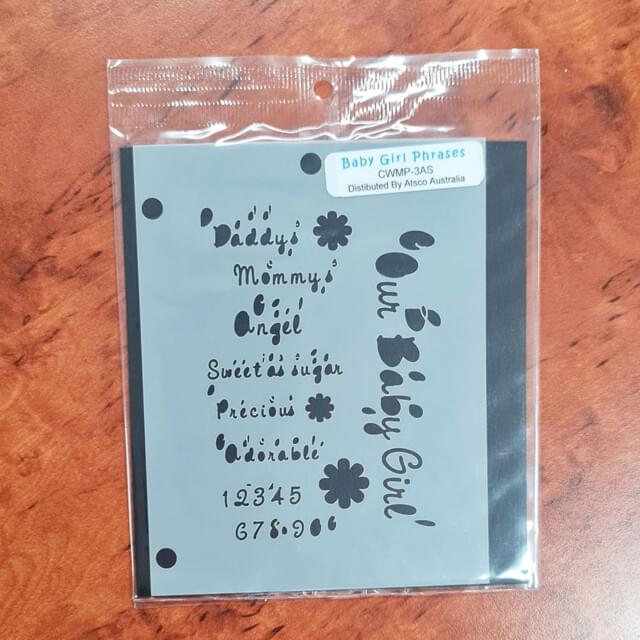 Baby Girl Phrases
CWMP-3AS
Distibuted By Atsco Australia
Daddy's
Mommy's
Angel
Sweet as sugar
Precious
adorable
12345
67890
Our Baby Girl